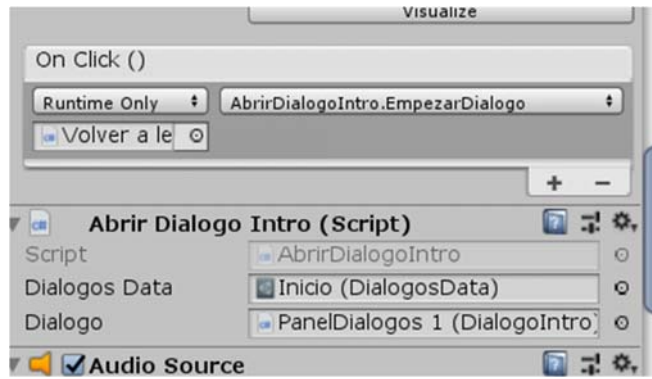 Visualize
On Click ()
Runtime Only AbrirDialogoIntro.EmpezarDialogo
Volver a le
+ −
Abrir Dialogo Intro (Script)
Script AbrirDialogoIntro
Dialogos Data Inicio (DialogosData)
Dialogo PanelDialogos 1 (DialogoIntro)
Audio Source